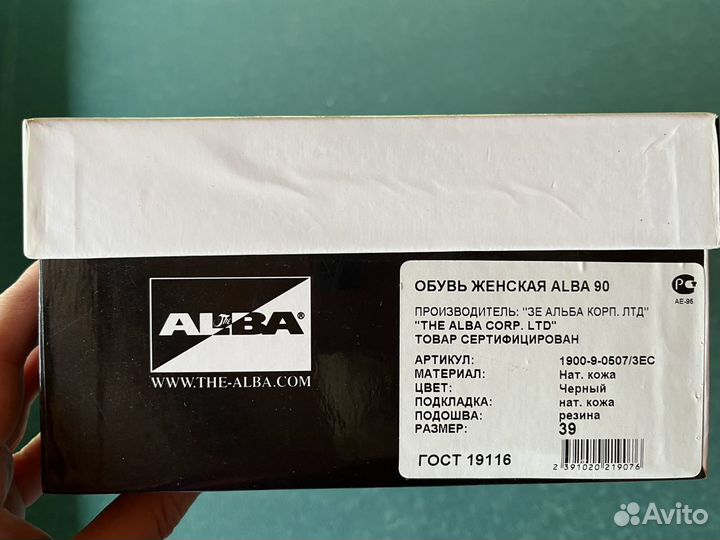 The
ALBA®
WWW.THE-ALBA.COM
ОБУВЬ ЖЕНСКАЯ ALBA 90
ПРОИЗВОДИТЕЛЬ: "ЗЕ АЛЬБА КОРП. ЛТД"
"THE ALBA CORP. LTD"
ТОВАР СЕРТИФИЦИРОВАН
АРТИКУЛ: 1900-9-0507/3EC
МАТЕРИАЛ: Нат. кожа
ЦВЕТ: Черный
ПОДКЛАДКА: нат. кожа
ПОДОШВА: резина
РАЗМЕР: 39
ГОСТ 19116
2 391020 219076
РС
АЕ-95
Avito